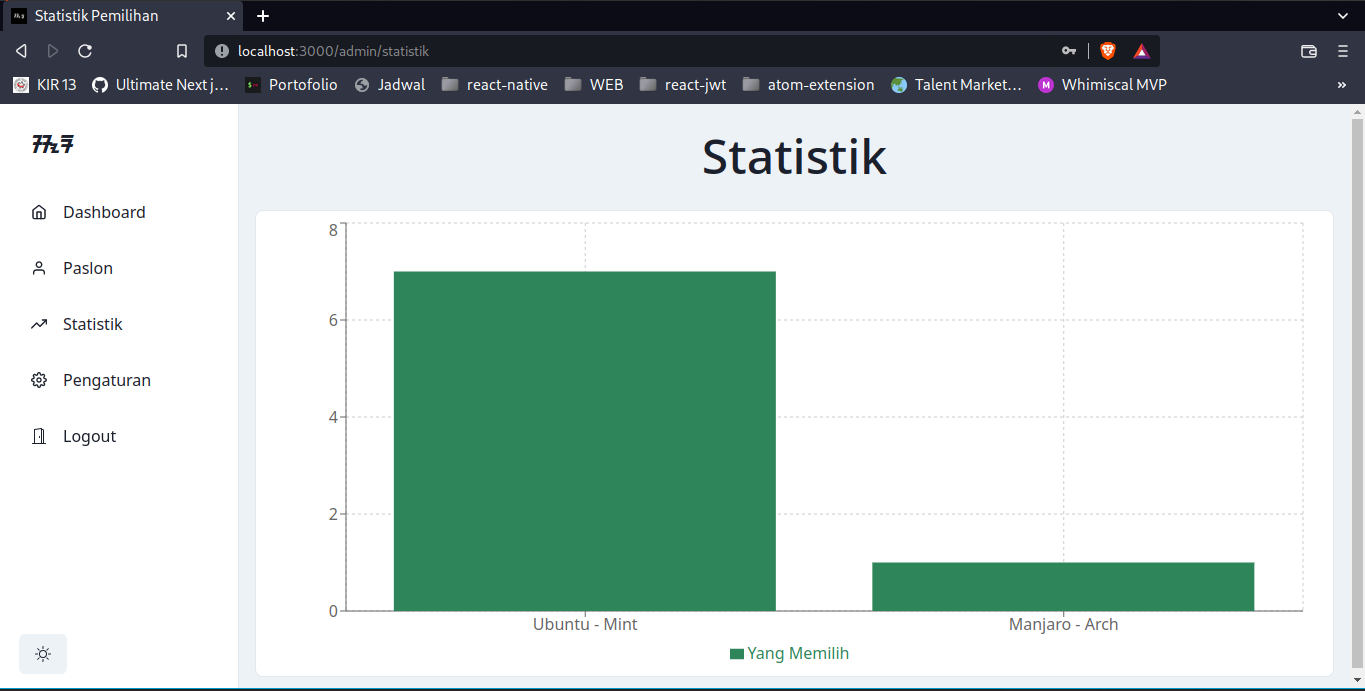 Statistik Pemilihan
localhost:3000/admin/statistik
KIR 13
Ultimate Next j...
Portofolio
Jadwal
react-native
WEB
react-jwt
atom-extension
Talent Market...
M
Whimiscal MVP
»
Statistik
Dashboard
Paslon
Statistik
Pengaturan
Logout
8
6
4
2
0
Ubuntu - Mint
Manjaro - Arch
Yang Memilih